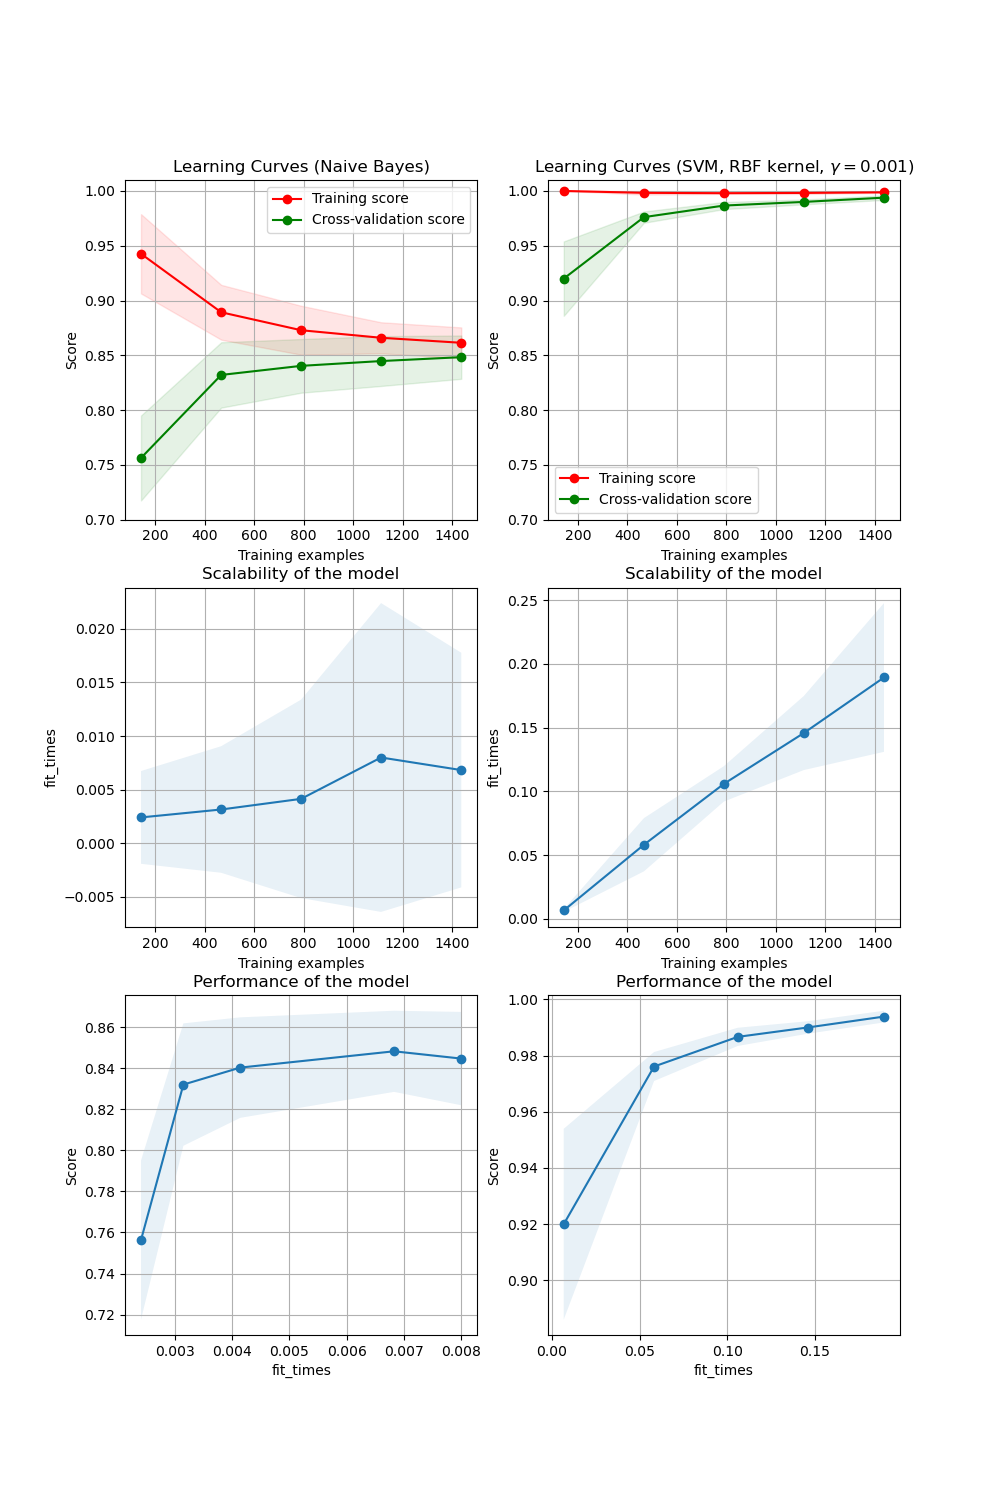 Learning Curves (Naive Bayes)
1.00
0.95
0.90
0.85
0.80
0.75
0.70
Score
Training score
Cross-validation score
200 400 600 800 1000 1200 1400
Training examples
Learning Curves (SVM, RBF kernel, γ = 0.001)
1.00
0.95
0.90
0.85
0.80
0.75
0.70
Score
Training score
Cross-validation score
200 400 600 800 1000 1200 1400
Training examples
Scalability of the model
0.020
0.015
0.010
0.005
0.000
−0.005
fit_times
200 400 600 800 1000 1200 1400
Training examples
Scalability of the model
0.25
0.20
0.15
0.10
0.05
0.00
fit_times
200 400 600 800 1000 1200 1400
Training examples
Performance of the model
0.86
0.84
0.82
0.80
0.78
0.76
0.74
0.72
Score
0.003 0.004 0.005 0.006 0.007 0.008
fit_times
Performance of the model
1.00
0.98
0.96
0.94
0.92
0.90
Score
0.00 0.05 0.10 0.15
fit_times